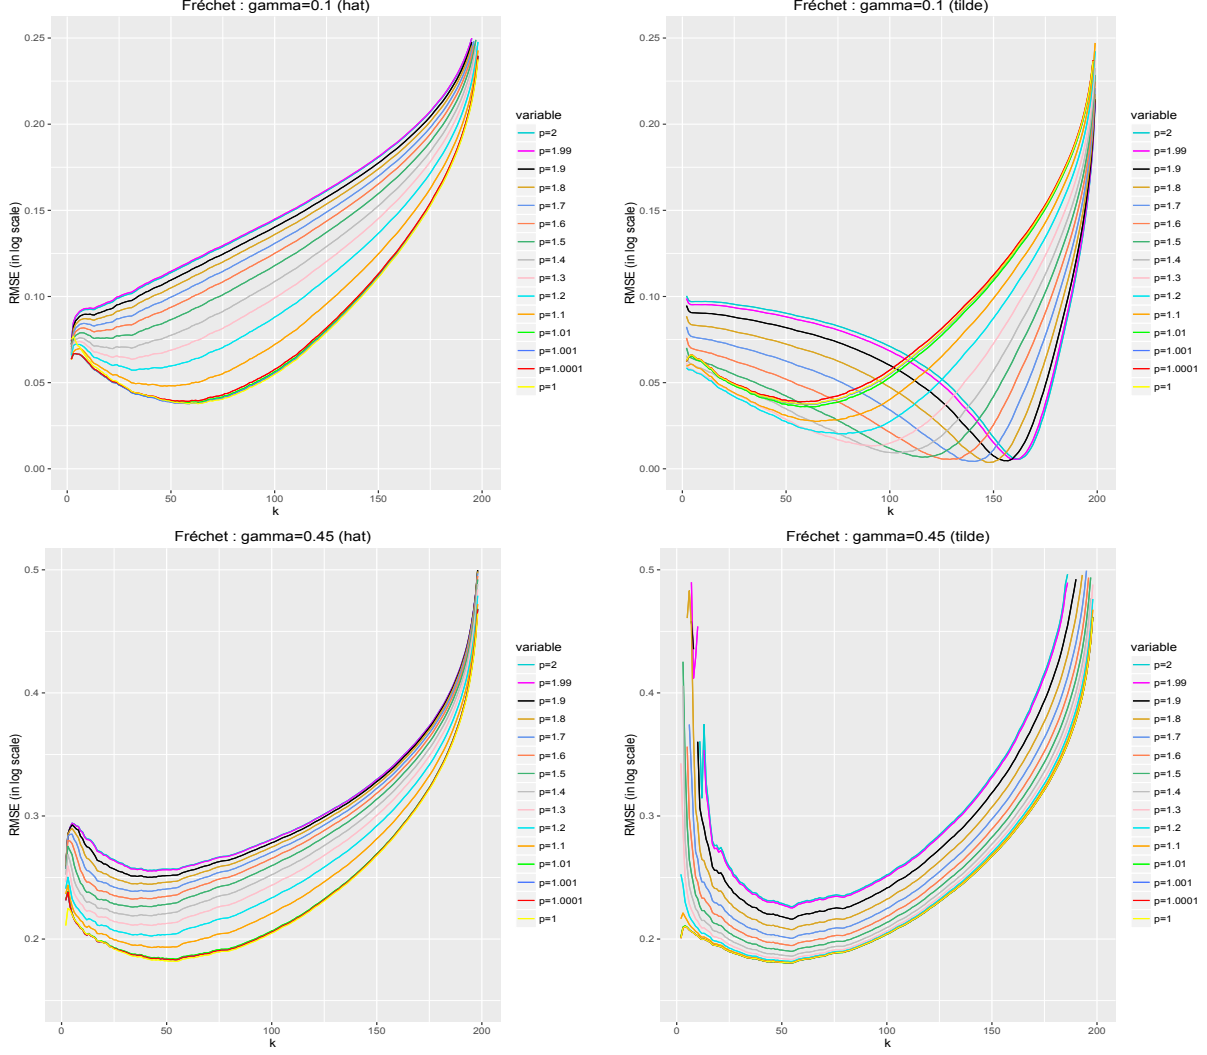 Fréchet : gamma=0.1 (hat)
RMSE (in log scale)
0.25
0.20
0.15
0.10
0.05
0.00
0
50
100
150
200
k
variable
p=2
p=1.99
p=1.9
p=1.8
p=1.7
p=1.6
p=1.5
p=1.4
p=1.3
p=1.2
p=1.1
p=1.01
p=1.001
p=1.0001
p=1
Fréchet : gamma=0.1 (tilde)
RMSE (in log scale)
0.25
0.20
0.15
0.10
0.05
0.00
0
50
100
150
200
k
variable
p=2
p=1.99
p=1.9
p=1.8
p=1.7
p=1.6
p=1.5
p=1.4
p=1.3
p=1.2
p=1.1
p=1.01
p=1.001
p=1.0001
p=1
Fréchet : gamma=0.45 (hat)
RMSE (in log scale)
0.5
0.4
0.3
0.2
0
50
100
150
200
k
variable
p=2
p=1.99
p=1.9
p=1.8
p=1.7
p=1.6
p=1.5
p=1.4
p=1.3
p=1.2
p=1.1
p=1.01
p=1.001
p=1.0001
p=1
Fréchet : gamma=0.45 (tilde)
RMSE (in log scale)
0.5
0.4
0.3
0.2
0
50
100
150
200
k
variable
p=2
p=1.99
p=1.9
p=1.8
p=1.7
p=1.6
p=1.5
p=1.4
p=1.3
p=1.2
p=1.1
p=1.01
p=1.001
p=1.0001
p=1